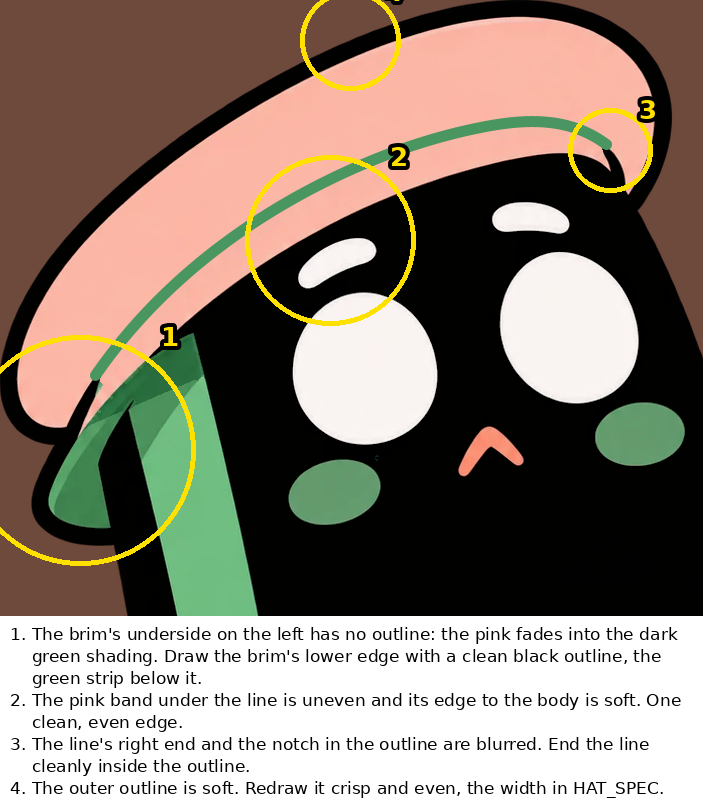 3
2
1
1. The brim's underside on the left has no outline: the pink fades into the dark
green shading. Draw the brim's lower edge with a clean black outline, the
green strip below it.
2. The pink band under the line is uneven and its edge to the body is soft. One
clean, even edge.
3. The line's right end and the notch in the outline are blurred. End the line
cleanly inside the outline.
4. The outer outline is soft. Redraw it crisp and even, the width in HAT_SPEC.